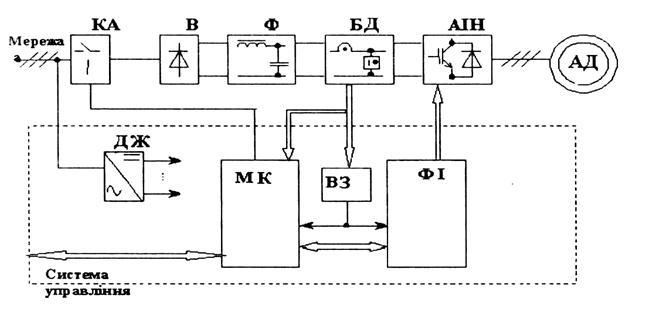 КА
В
Ф
БД
АІН
Мережа
АД
ДЖ
МК
ВЗ
ФІ
Система
управління